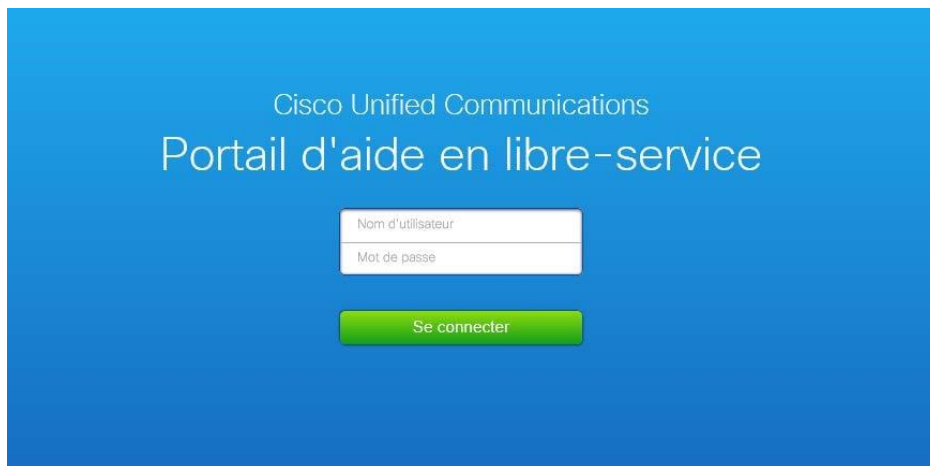 Cisco Unified Communications
Portail d'aide en libre-service
Nom d'utilisateur
Mot de passe
Se connecter